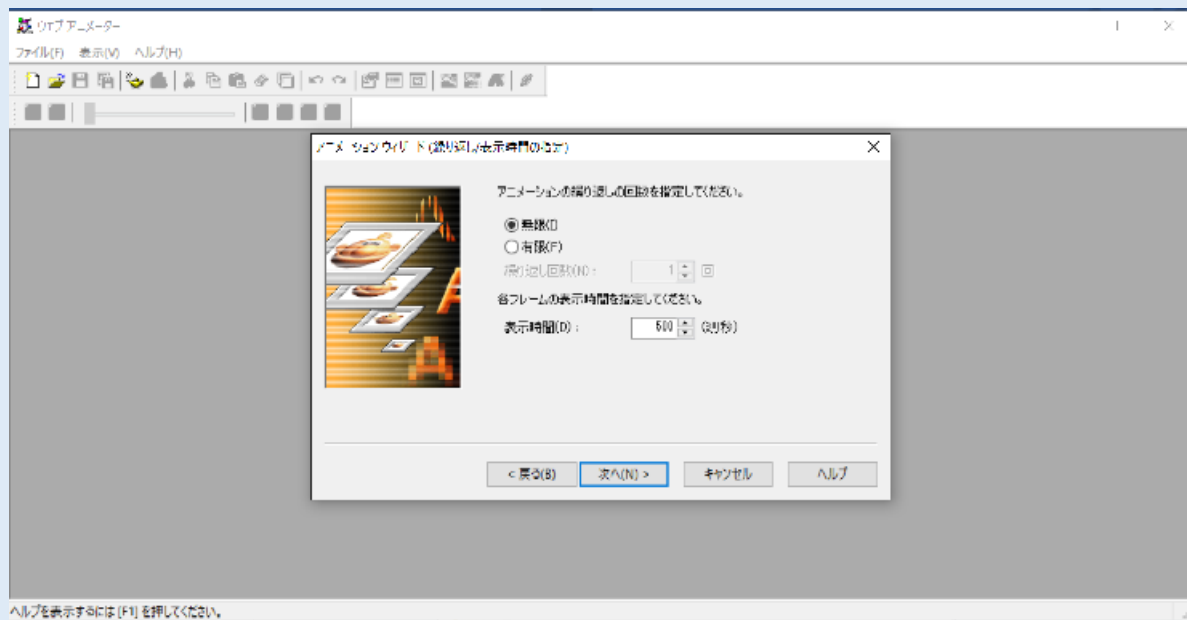 ウェブ アニメーター
ファイル(F) 表示(V) ヘルプ(H)
アニメーション ウィザード (繰り返し/表示時間の指定)
アニメーションの繰り返しの回数を指定してください。
無限(I)
有限(F)
繰り返し回数(N) : 1 回
各フレームの表示時間を指定してください。
表示時間(D) : 500 (ミリ秒)
< 戻る(B) 次へ(N) > キャンセル ヘルプ
ヘルプを表示するには [F1] を押してください。